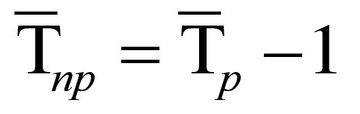 T̅ₙₚ = T̅ₚ − 1